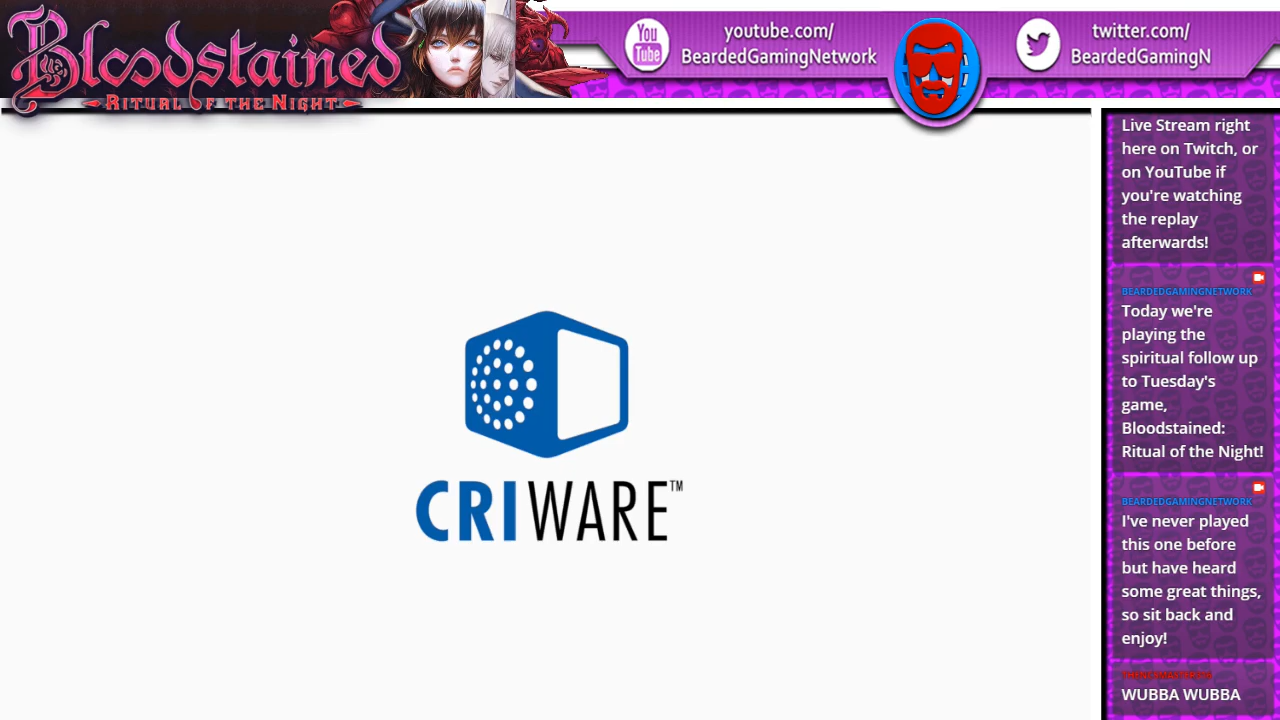 Bloodstained
RITUAL OF THE NIGHT
You
Tube
youtube.com/
BeardedGamingNetwork
twitter.com/
BeardedGamingN
CRIWARE™
Live Stream right
here on Twitch, or
on YouTube if
you're watching
the replay
afterwards!
BEARDEDGAMINGNETWORK
Today we're
playing the
spiritual follow up
to Tuesday's
game,
Bloodstained:
Ritual of the Night!
BEARDEDGAMINGNETWORK
I've never played
this one before
but have heard
some great things,
so sit back and
enjoy!
WUBBA WUBBA